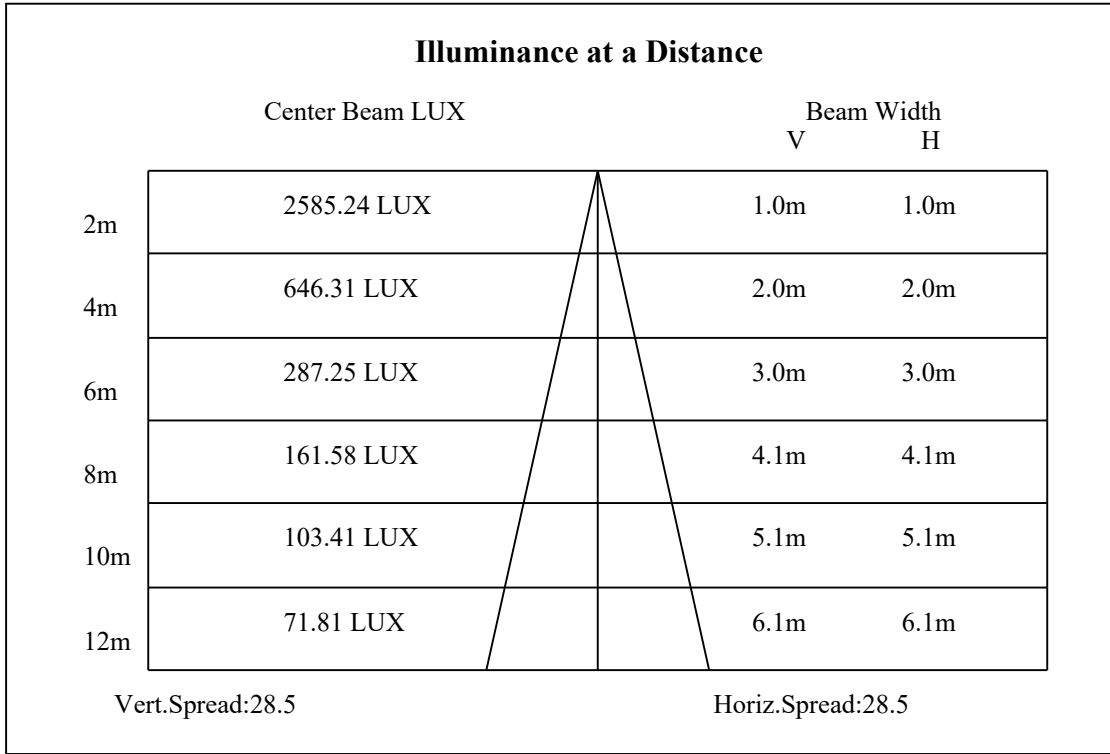 Illuminance at a Distance
Center Beam LUX Beam Width
V H
2m 2585.24 LUX 1.0m 1.0m
4m 646.31 LUX 2.0m 2.0m
6m 287.25 LUX 3.0m 3.0m
8m 161.58 LUX 4.1m 4.1m
10m 103.41 LUX 5.1m 5.1m
12m 71.81 LUX 6.1m 6.1m
Vert.Spread:28.5 Horiz.Spread:28.5